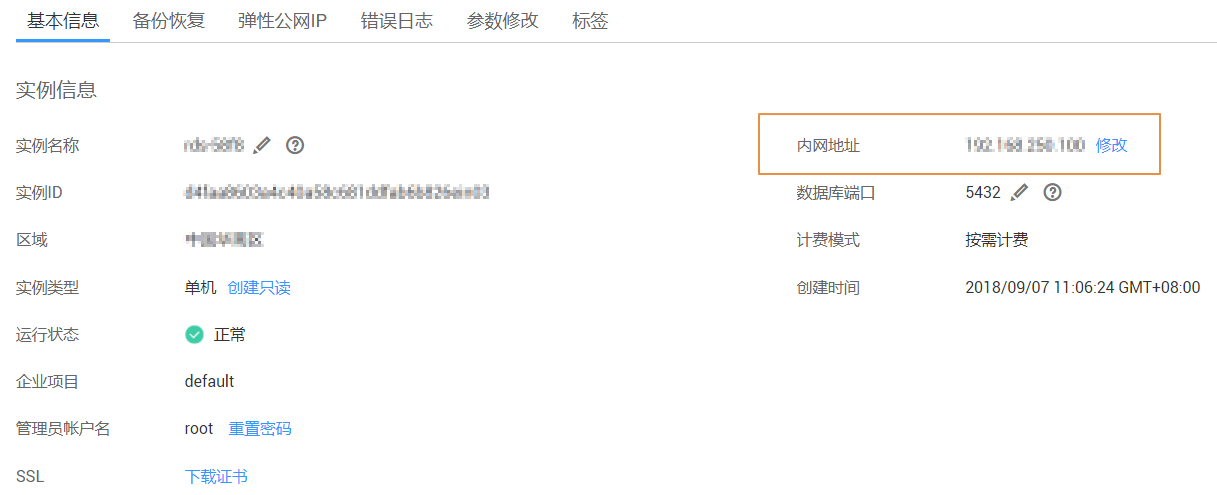 基本信息 备份恢复 弹性公网IP 错误日志 参数修改 标签
实例信息
实例名称 内网地址 修改
实例ID 数据库端口 5432
区域 计费模式 按需计费
实例类型 单机 创建只读 创建时间 2018/09/07 11:06:24 GMT+08:00
运行状态 正常
企业项目 default
管理员帐户名 root 重置密码
SSL 下载证书